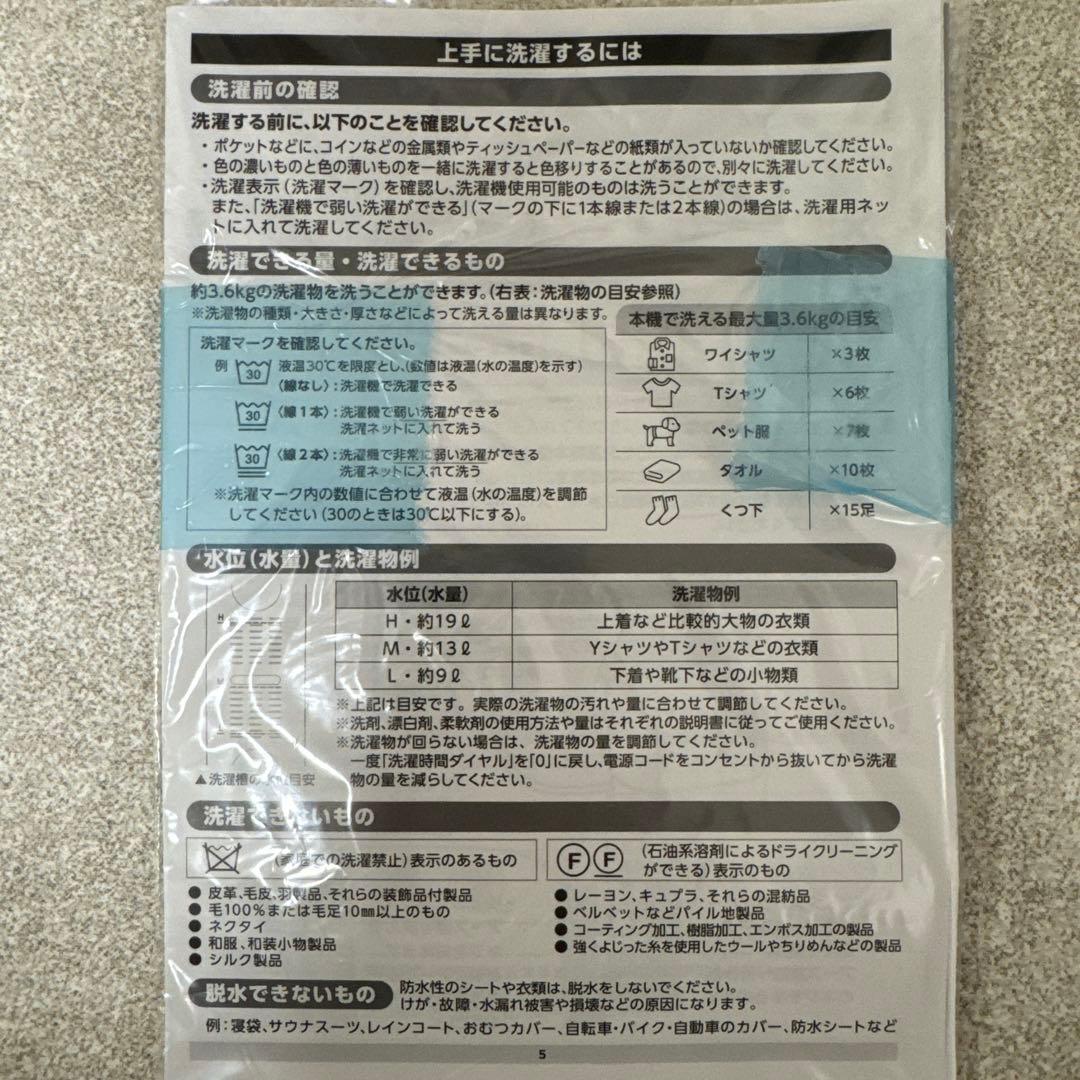 上手に洗濯するには
洗濯前の確認
洗濯する前に、以下のことを確認してください。
・ポケットなどに、コインなどの金属類やティッシュペーパーなどの紙類が入っていないか確認してください。
・色の濃いものと色の薄いものを一緒に洗濯すると色移りすることがあるので、別々に洗濯してください。
・洗濯表示(洗濯マーク)を確認し、洗濯機使用可能のものは洗うことができます。
また、「洗濯機で弱い洗濯ができる」(マークの下に1本線または2本線)の場合は、洗濯用ネッ
トに入れて洗濯してください。
洗濯できる量・洗濯できるもの
約3.6kgの洗濯物を洗うことができます。(右表:洗濯物の目安参照)
※洗濯物の種類・大きさ・厚さなどによって洗える量は異なります。
洗濯マークを確認してください。
例 30 液温30℃を限度とし、(数値は液温(水の温度)を示す)
〈線なし〉:洗濯機で洗濯できる
30 〈線1本〉:洗濯機で弱い洗濯ができる
洗濯ネットに入れて洗う
30 〈線2本〉:洗濯機で非常に弱い洗濯ができる
洗濯ネットに入れて洗う
※洗濯マーク内の数値に合わせて液温(水の温度)を調節
してください(30のときは30℃以下にする)。
本機で洗える最大量3.6kgの目安
ワイシャツ ×3枚
Tシャツ ×6枚
ペット服 ×7枚
タオル ×10枚
くつ下 ×15足
水位(水量)と洗濯物例
H
M
▲洗濯槽の 目安
水位(水量) 洗濯物例
H・約19ℓ 上着など比較的大物の衣類
M・約13ℓ YシャツやTシャツなどの衣類
L・約9ℓ 下着や靴下などの小物類
※上記は目安です。実際の洗濯物の汚れや量に合わせて調節してください。
※洗剤、漂白剤、柔軟剤の使用方法や量はそれぞれの説明書に従ってご使用ください。
※洗濯物が回らない場合は、洗濯物の量を調節してください。
一度「洗濯時間ダイヤル」を「0」に戻し、電源コードをコンセントから抜いてから洗濯
物の量を減らしてください。
洗濯できないもの
(家庭での洗濯禁止)表示のあるもの
F F (石油系溶剤によるドライクリーニング
ができる)表示のもの
● 皮革、毛皮、羽製品、それらの装飾品付製品
● 毛100%または毛足10mm以上のもの
● ネクタイ
● 和服、和装小物製品
● シルク製品
● レーヨン、キュプラ、それらの混紡品
● ベルベットなどパイル地製品
● コーティング加工、樹脂加工、エンボス加工の製品
● 強くよじった糸を使用したウールやちりめんなどの製品
脱水できないもの
防水性のシートや衣類は、脱水をしないでください。
けが・故障・水漏れ被害や損壊などの原因になります。
例:寝袋、サウナスーツ、レインコート、おむつカバー、自転車・バイク・自動車のカバー、防水シートなど
5